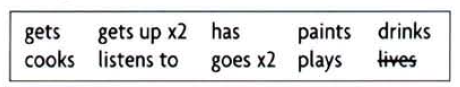 gets gets up x2 has paints drinks
cooks listens to goes x2 plays lives